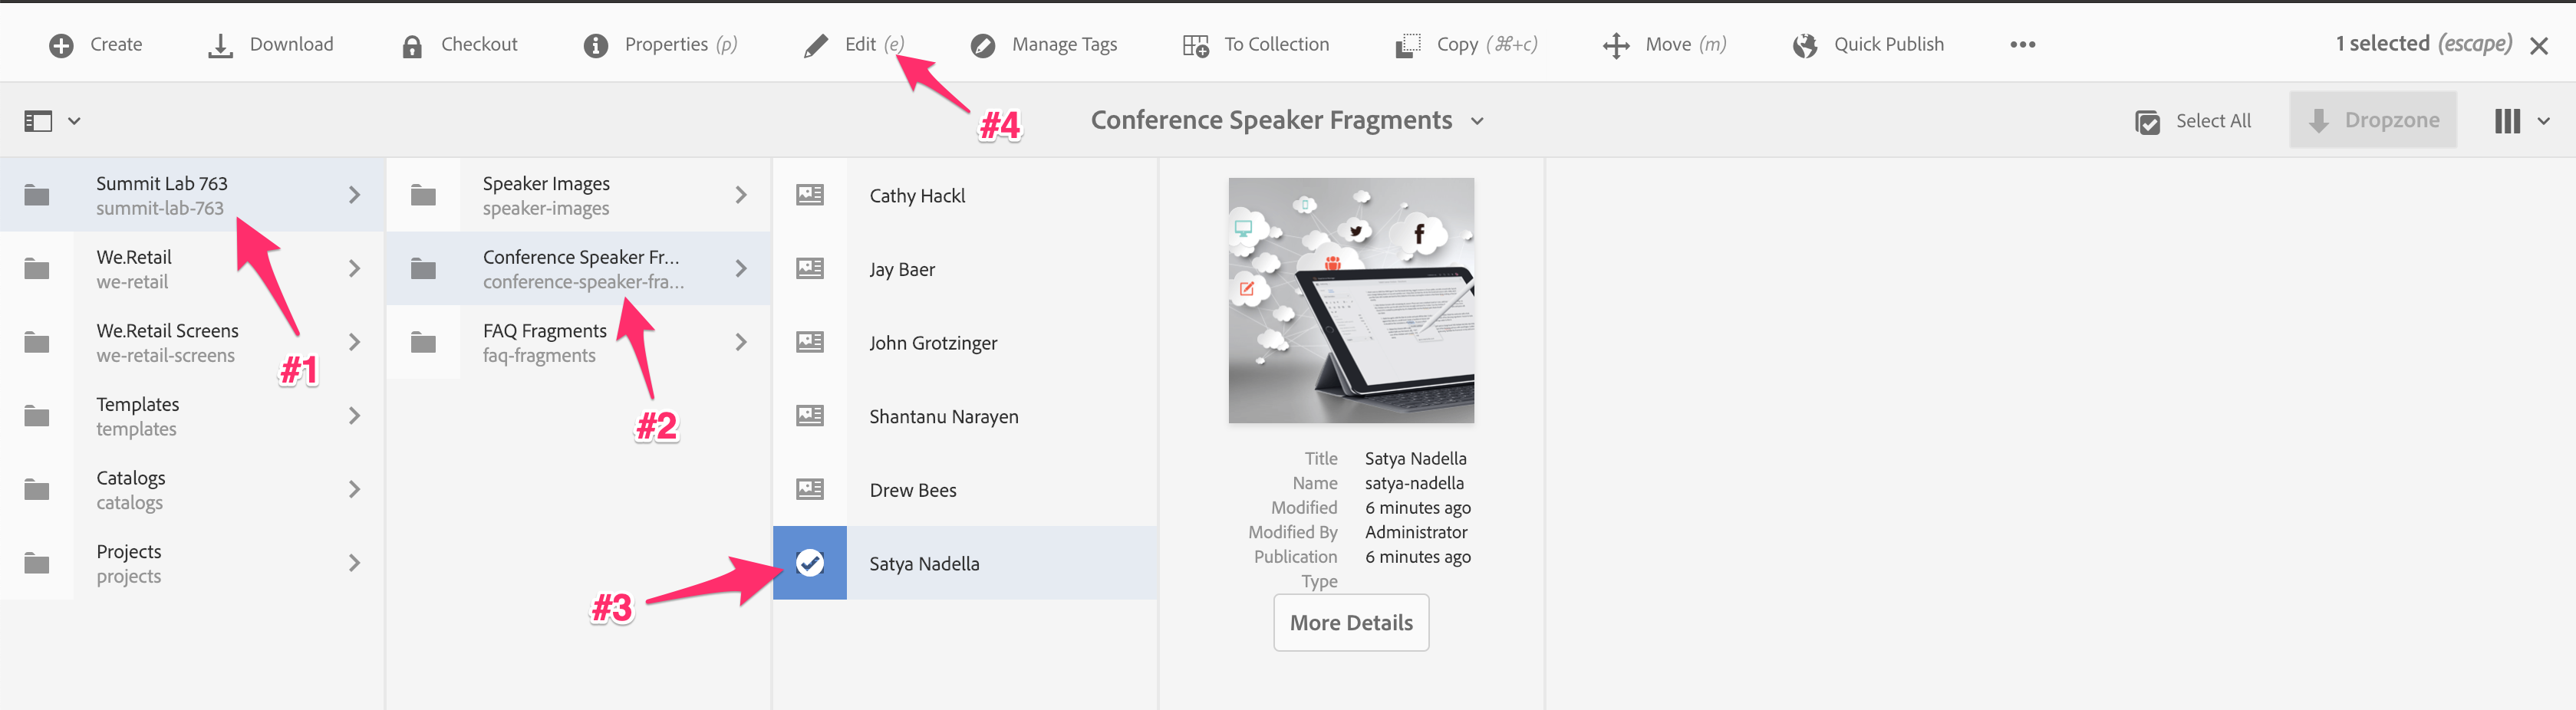 Create
Download
Checkout
Properties (p)
Edit (e)
Manage Tags
To Collection
Copy (⌘+c)
Move (m)
Quick Publish
1 selected (escape)
#4
Conference Speaker Fragments
Select All
Dropzone
Summit Lab 763
summit-lab-763
We.Retail
we-retail
We.Retail Screens
we-retail-screens
#1
Templates
templates
Catalogs
catalogs
Projects
projects
Speaker Images
speaker-images
Conference Speaker Fr...
conference-speaker-fra...
FAQ Fragments
faq-fragments
#2
Cathy Hackl
Jay Baer
John Grotzinger
Shantanu Narayen
Drew Bees
Satya Nadella
#3
Title Satya Nadella
Name satya-nadella
Modified 6 minutes ago
Modified By Administrator
Publication 6 minutes ago
Type
More Details